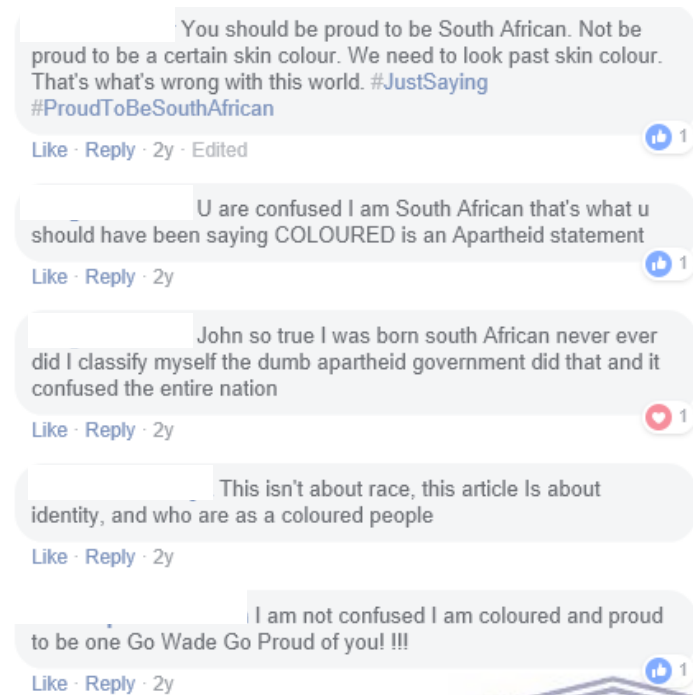 You should be proud to be South African. Not be
proud to be a certain skin colour. We need to look past skin colour.
That's what's wrong with this world. #JustSaying
#ProudToBeSouthAfrican
1
Like · Reply · 2y · Edited
U are confused I am South African that's what u
should have been saying COLOURED is an Apartheid statement
1
Like · Reply · 2y
John so true I was born south African never ever
did I classify myself the dumb apartheid government did that and it
confused the entire nation
1
Like · Reply · 2y
This isn't about race, this article Is about
identity, and who are as a coloured people
Like · Reply · 2y
I am not confused I am coloured and proud
to be one Go Wade Go Proud of you! !!!
1
Like · Reply · 2y